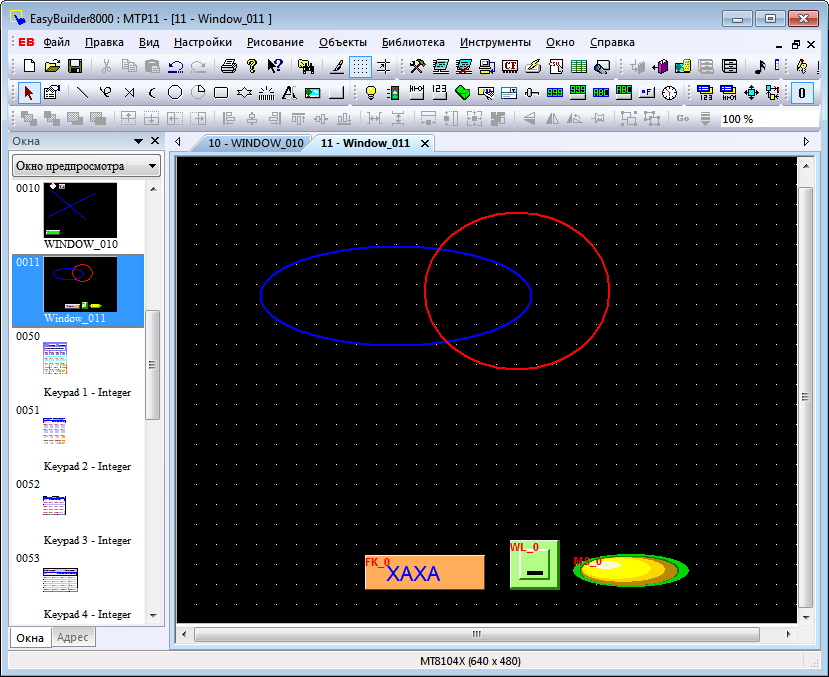 EasyBuilder8000 : MTP11 - [11 - Window_011 ]
EB Файл Правка Вид Настройки Рисование Объекты Библиотека Инструменты Окно Справка
100 %
Окна
10 - WINDOW_010
11 - Window_011
Окно предпросмотра
0010
WINDOW_010
0011
Window_011
0050
Keypad 1 - Integer
0051
Keypad 2 - Integer
0052
Keypad 3 - Integer
0053
Keypad 4 - Integer
FK_0
ХАХА
WL_0
Окна
Адрес
MT8104X (640 x 480)